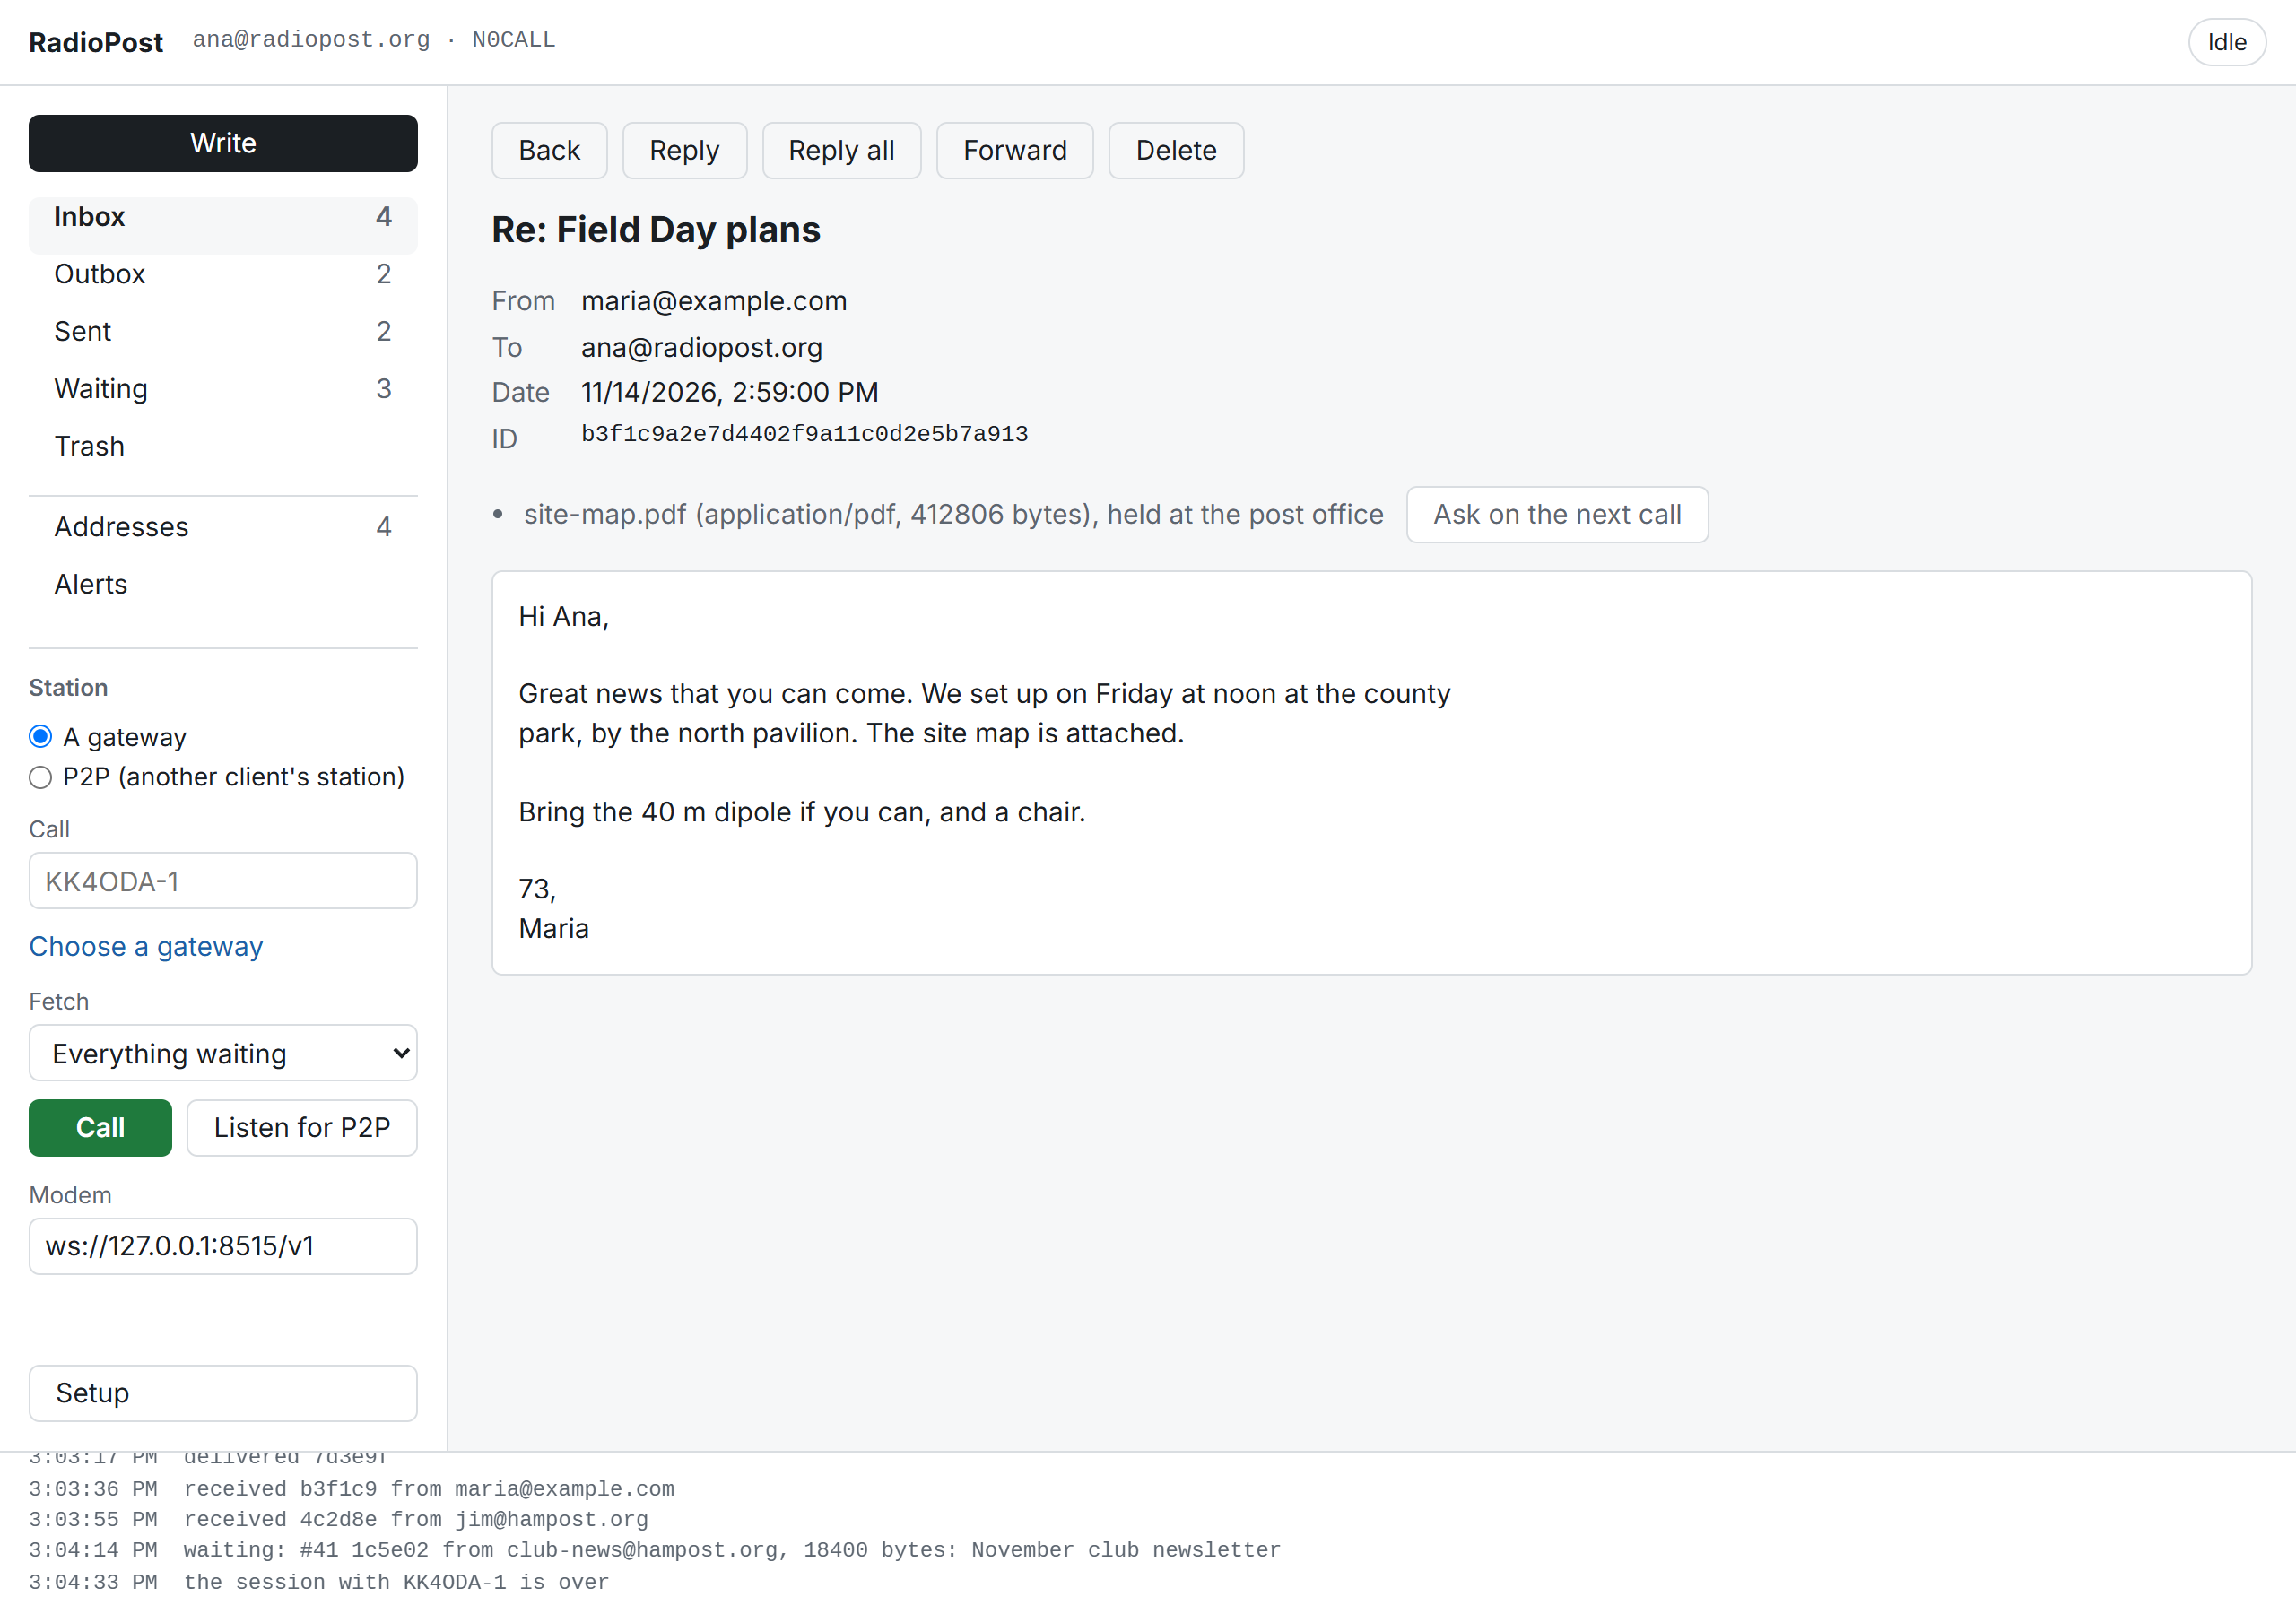 RadioPost ana@radiopost.org · N0CALL Idle
Write
Inbox 4
Outbox 2
Sent 2
Waiting 3
Trash
Addresses 4
Alerts
Station
A gateway
P2P (another client's station)
Call
KK4ODA-1
Choose a gateway
Fetch
Everything waiting
Call Listen for P2P
Modem
ws://127.0.0.1:8515/v1
Setup
Back Reply Reply all Forward Delete
Re: Field Day plans
From maria@example.com
To ana@radiopost.org
Date 11/14/2026, 2:59:00 PM
ID b3f1c9a2e7d4402f9a11c0d2e5b7a913
• site-map.pdf (application/pdf, 412806 bytes), held at the post office Ask on the next call
Hi Ana,
Great news that you can come. We set up on Friday at noon at the county
park, by the north pavilion. The site map is attached.
Bring the 40 m dipole if you can, and a chair.
73,
Maria
3:03:17 PM delivered 7d3e9f
3:03:36 PM received b3f1c9 from maria@example.com
3:03:55 PM received 4c2d8e from jim@hampost.org
3:04:14 PM waiting: #41 1c5e02 from club-news@hampost.org, 18400 bytes: November club newsletter
3:04:33 PM the session with KK4ODA-1 is over